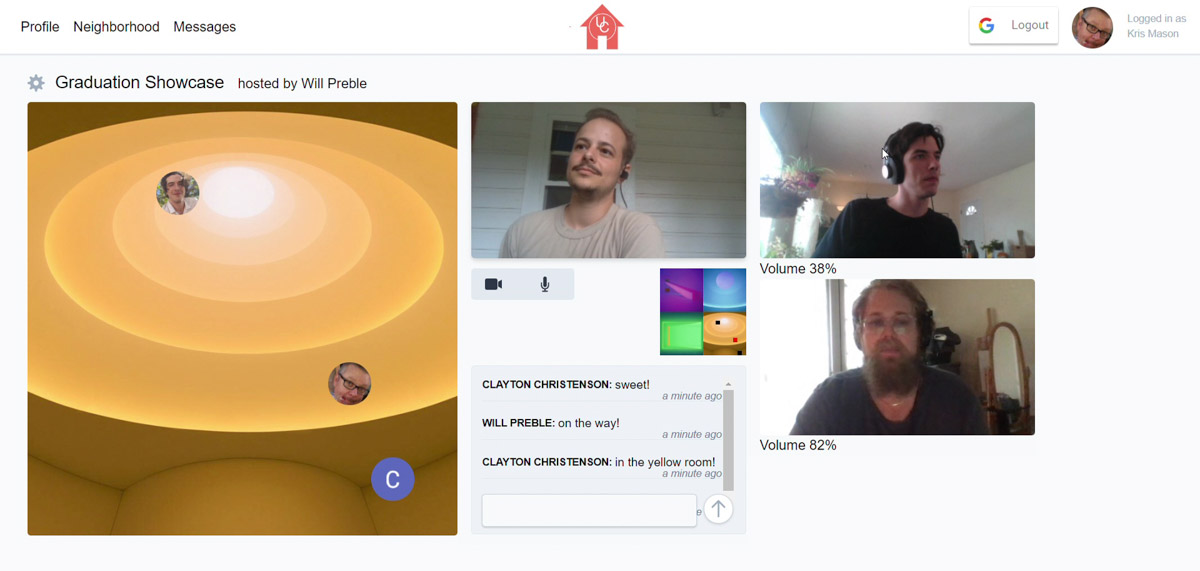 Profile Neighborhood Messages
UC
G Logout
Logged in as
Kris Mason
Graduation Showcase hosted by Will Preble
Volume 38%
Volume 82%
CLAYTON CHRISTENSON: sweet!
a minute ago
WILL PREBLE: on the way!
a minute ago
CLAYTON CHRISTENSON: in the yellow room!
a minute ago
e
C